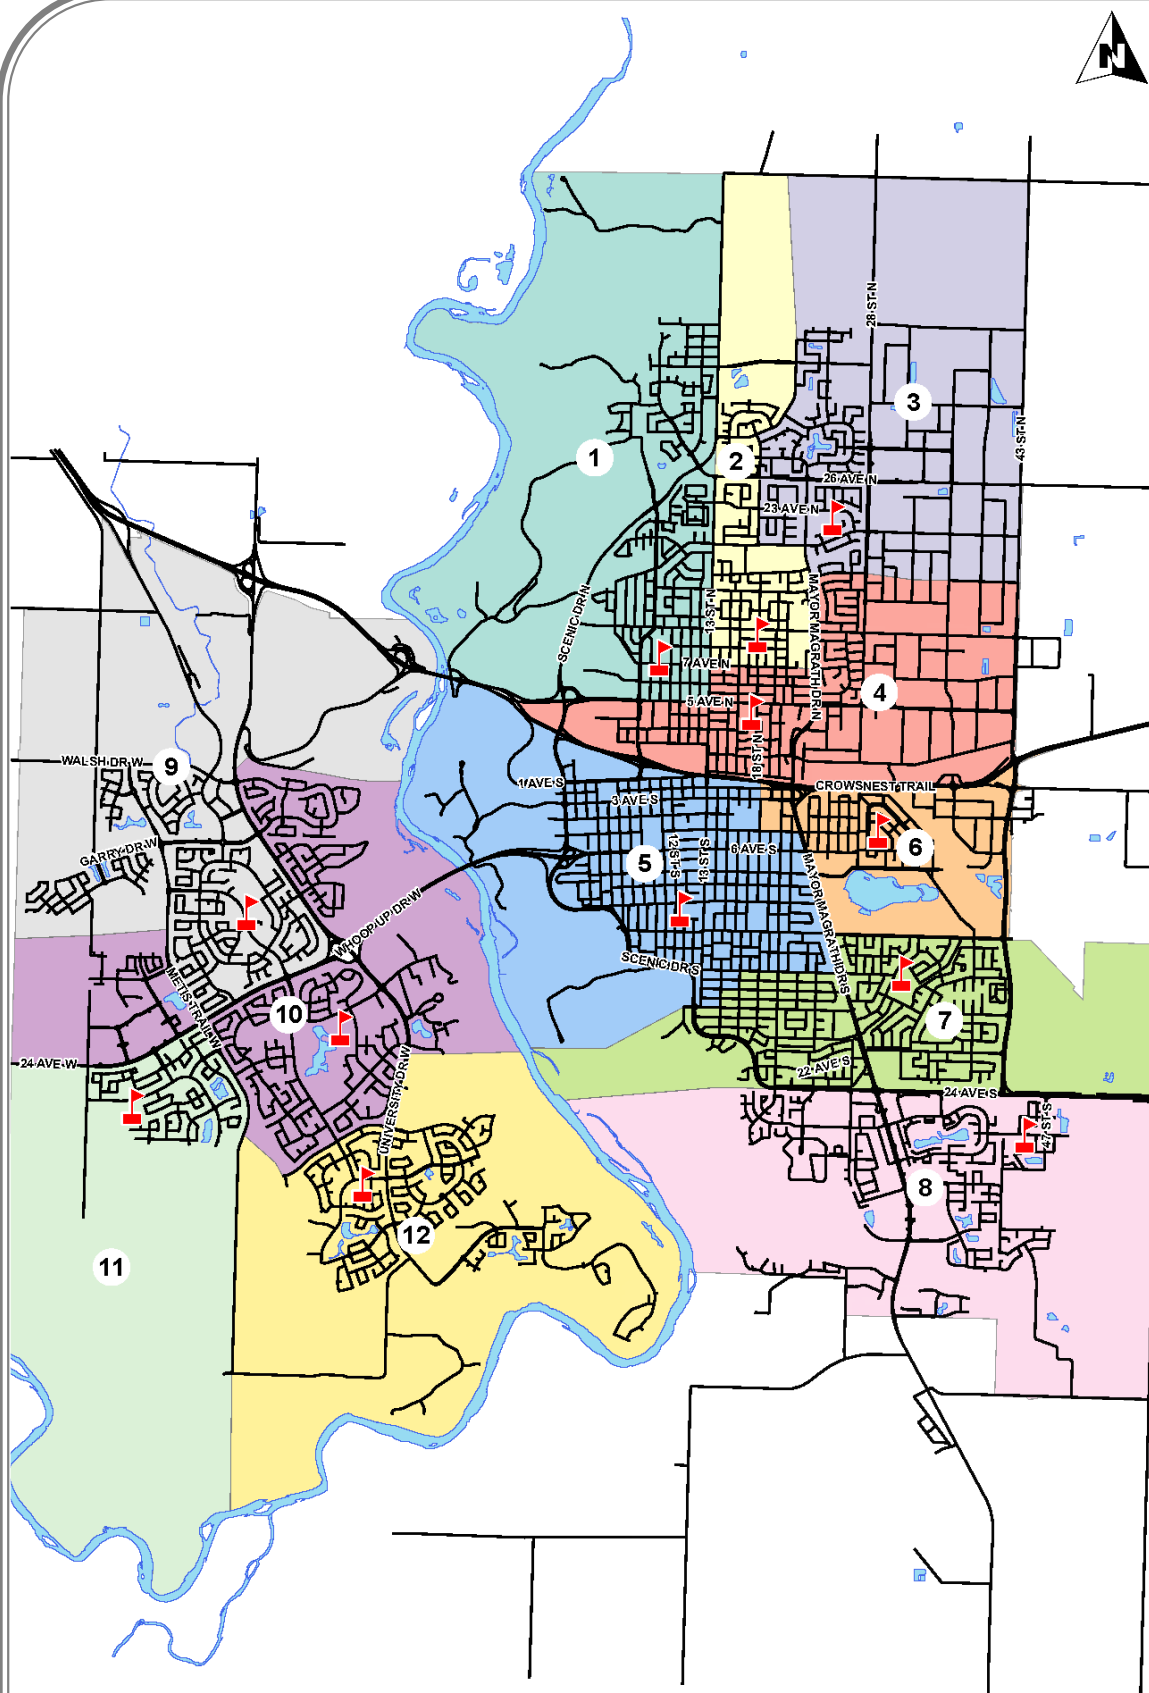 N
28 ST N
3
43 ST N
1
2
26 AVE N
23 AVE N
SCENIC DR N
13 ST N
MAYOR MAGRATH DR N
7 AVE N
4
5 AVE N
18 ST N
WALSH DR W
9
1 AVE S
CROWSNEST TRAIL
3 AVE S
GARRY DR W
5
12 ST S
13 ST S
6 AVE S
6
MAYOR MAGRATH DR S
WHOOP UP DR W
SCENIC DR S
METIS TRAIL W
10
7
24 AVE W
UNIVERSITY DR W
22 AVE S
24 AVE S
47 ST S
8
12
11